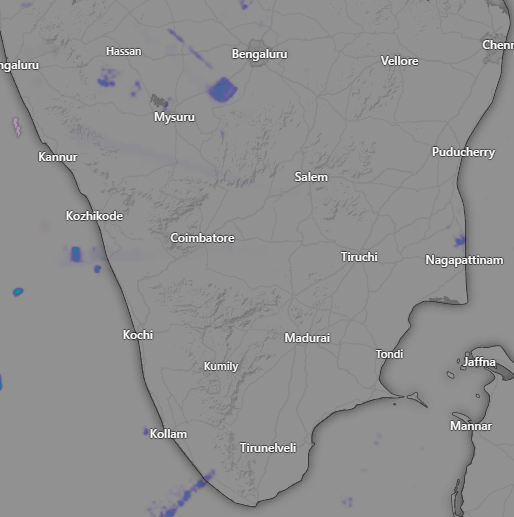 Hassan
Bengaluru
Chenn
Vellore
ngaluru
Mysuru
Kannur
Puducherry
Salem
Kozhikode
Coimbatore
Tiruchi
Nagapattinam
Kochi
Madurai
Tondi
Jaffna
Kumily
Mannar
Kollam
Tirunelveli